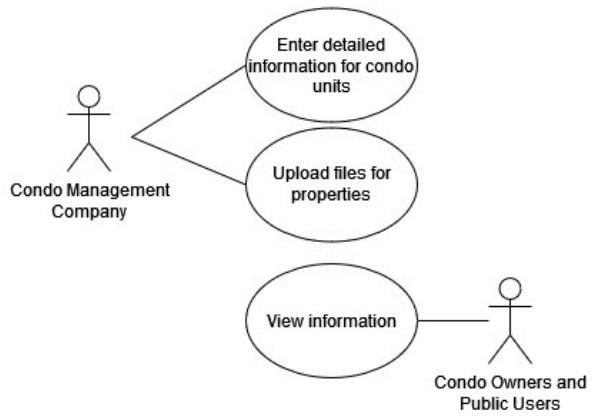 Enter detailed
information for condo
units
Condo Management
Company
Upload files for
properties
View information
Condo Owners and
Public Users